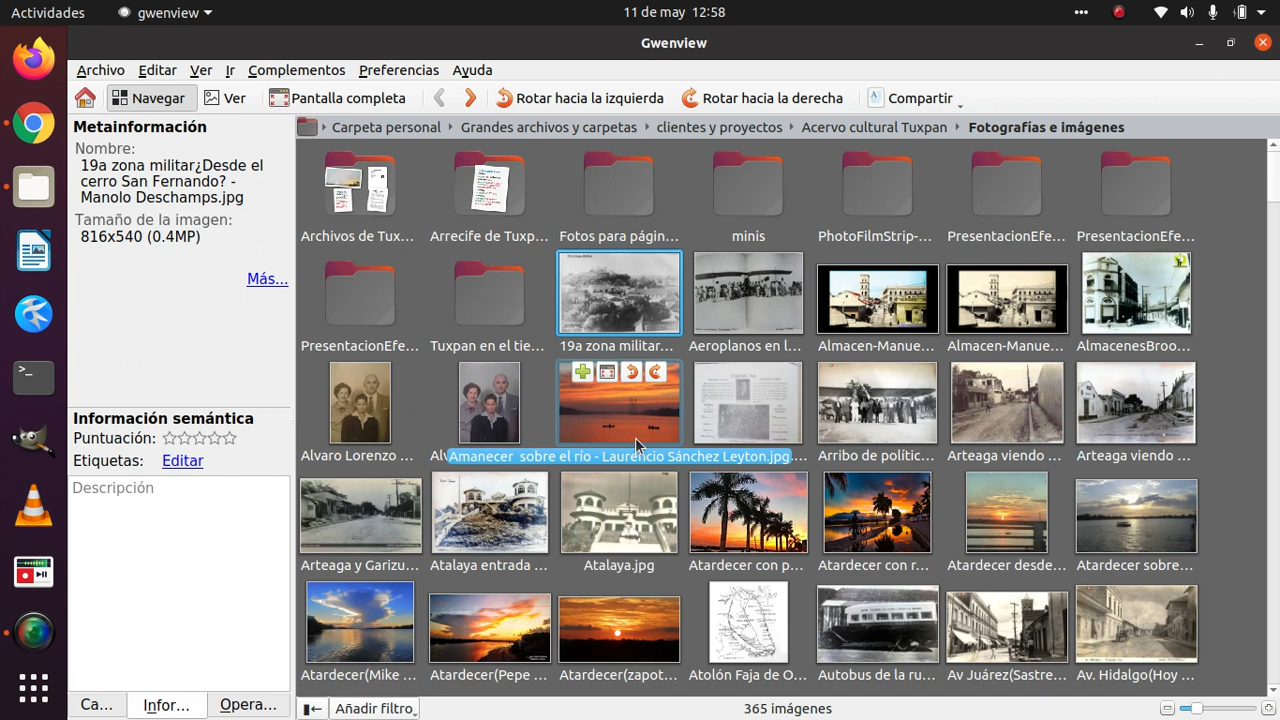 Actividades gwenview 11 de may 12:58
Gwenview
Archivo Editar Ver Ir Complementos Preferencias Ayuda
Navegar Ver Pantalla completa Rotar hacia la izquierda Rotar hacia la derecha Compartir
Metainformación
Nombre:
19a zona militar¿Desde el
cerro San Fernando? -
Manolo Deschamps.jpg
Tamaño de la imagen:
816x540 (0.4MP)
Más...
Información semántica
Puntuación:
Etiquetas: Editar
Descripción
Ca... Infor... Opera...
Carpeta personal Grandes archivos y carpetas clientes y proyectos Acervo cultural Tuxpan Fotografías e imágenes
Archivos de Tux... Arrecife de Tuxp... Fotos para págin... minis PhotoFilmStrip-... PresentacionEfe... PresentacionEfe...
PresentacionEfe... Tuxpan en el tie... 19a zona militar... Aeroplanos en l... Almacen-Manue... Almacen-Manue... AlmacenesBroo...
Alvaro Lorenzo ... Alv Amanecer sobre el río - Laurencio Sánchez Leyton.jpg ... Arribo de polític... Arteaga viendo ... Arteaga viendo ...
Arteaga y Garizu... Atalaya entrada ... Atalaya.jpg Atardecer con p... Atardecer con r... Atardecer desde... Atardecer sobre...
Atardecer(Mike ... Atardecer(Pepe ... Atardecer(zapot... Atolón Faja de O... Autobus de la ru... Av Juárez(Sastre... Av. Hidalgo(Hoy ...
Añadir filtro 365 imágenes